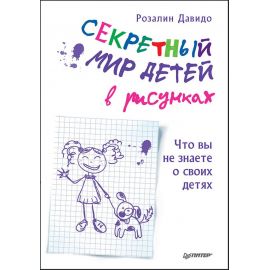 Розалин Давидо
СЕКРЕТНЫЙ
МИР ДЕТЕЙ
в рисунках
Что вы
не знаете
о своих
детях
ПИТЕР